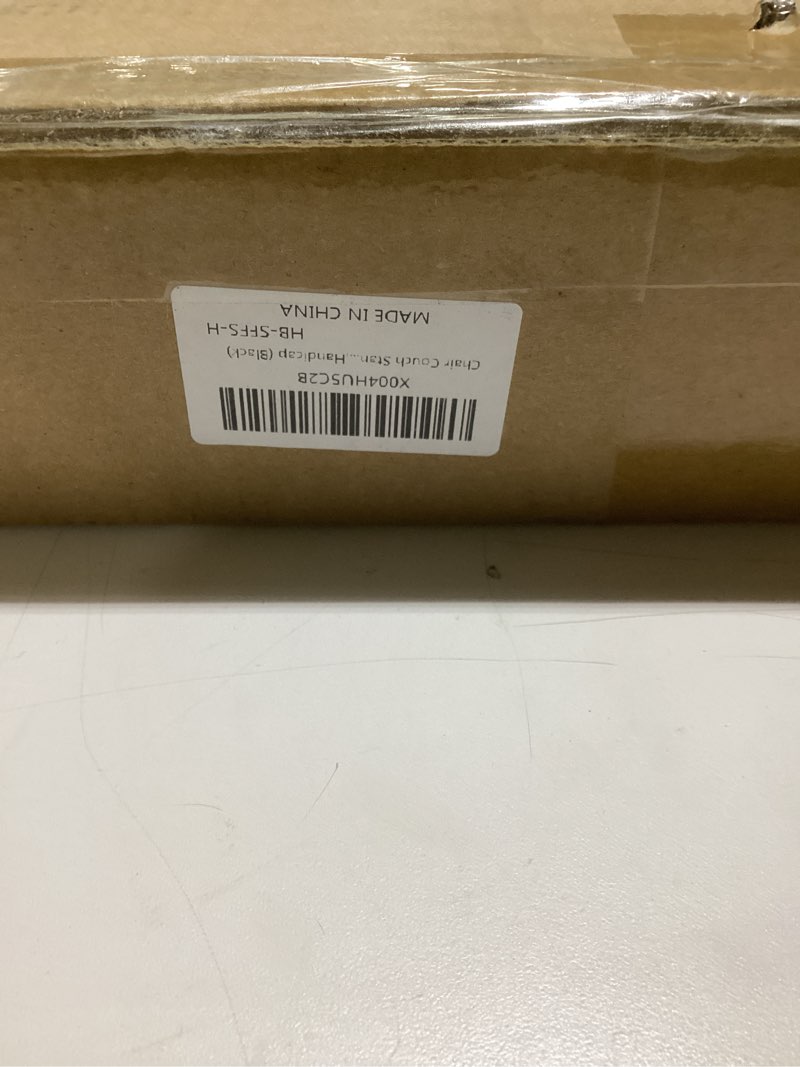 X004HU5C2B
Chair Couch Stan...Handicap (Black)
HB-SFFS-H
MADE IN CHINA